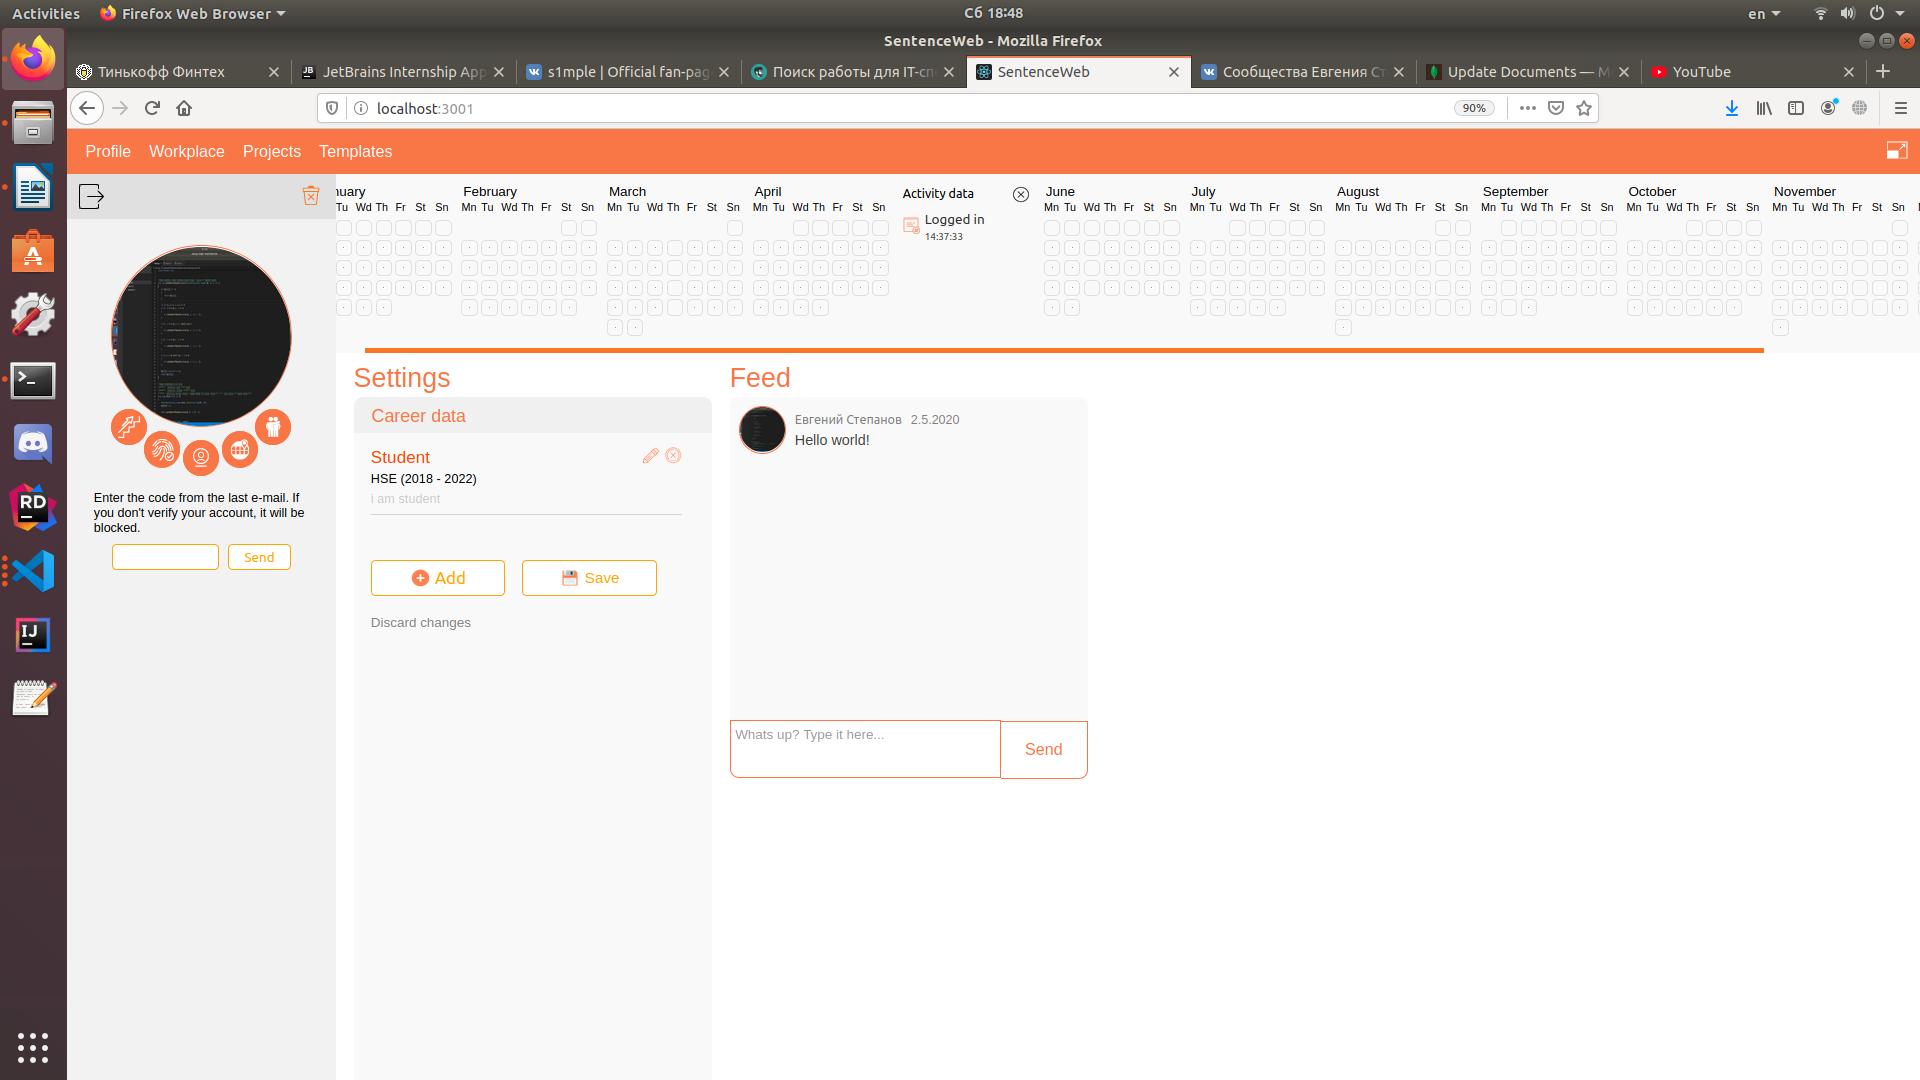 Activities
Firefox Web Browser
Сб 18:48
en
SentenceWeb - Mozilla Firefox
Тинькофф Финтех
JetBrains Internship App
s1mple | Official fan-pag
Поиск работы для IT-сп
SentenceWeb
Сообщества Евгения Ст
Update Documents — M
YouTube
localhost:3001
90%
Profile
Workplace
Projects
Templates
nuary
Tu Wd Th Fr St Sn
February
Mn Tu Wd Th Fr St Sn
March
Mn Tu Wd Th Fr St Sn
April
Mn Tu Wd Th Fr St Sn
Activity data
Logged in
14:37:33
June
Mn Tu Wd Th Fr St Sn
July
Mn Tu Wd Th Fr St Sn
August
Mn Tu Wd Th Fr St Sn
September
Mn Tu Wd Th Fr St Sn
October
Mn Tu Wd Th Fr St Sn
November
Mn Tu Wd Th Fr St Sn
Enter the code from the last e-mail. If
you don't verify your account, it will be
blocked.
Send
Settings
Career data
Student
HSE (2018 - 2022)
i am student
Add
Save
Discard changes
Feed
Евгений Степанов 2.5.2020
Hello world!
Whats up? Type it here...
Send
RD
IJ